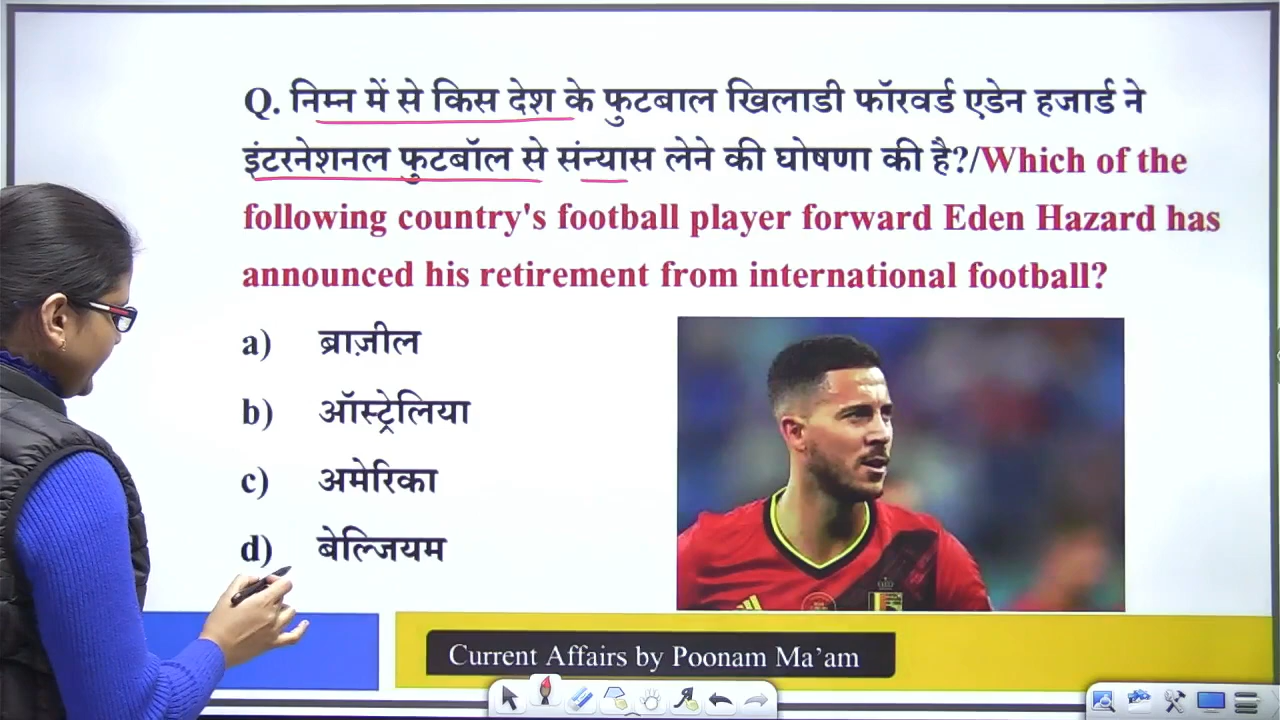 Q. निम्न में से किस देश के फुटबाल खिलाडी फॉरवर्ड एडेन हजार्ड ने
इंटरनेशनल फुटबॉल से संन्यास लेने की घोषणा की है?/Which of the
following country's football player forward Eden Hazard has
announced his retirement from international football?
a) ब्राज़ील
b) ऑस्ट्रेलिया
c) अमेरिका
d) बेल्जियम
Current Affairs by Poonam Ma'am